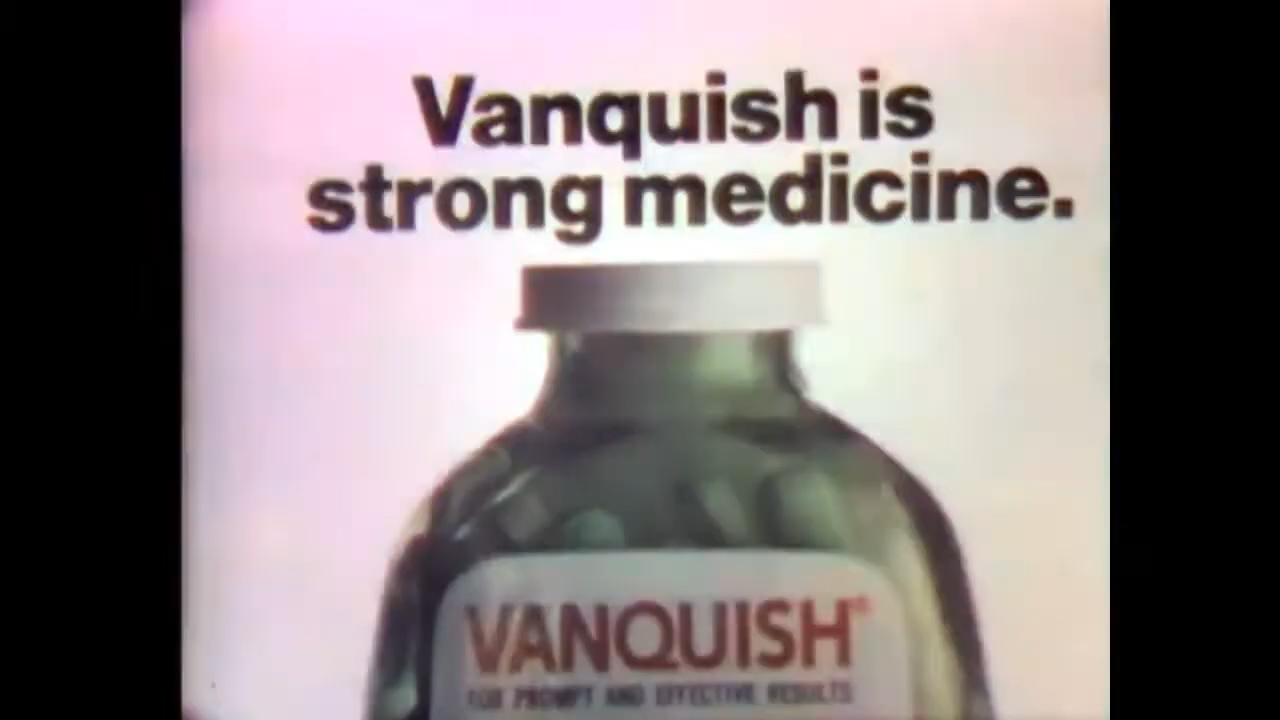 Vanquish is
strong medicine.
VANQUISH®
FOR PROMPT AND EFFECTIVE RESULTS